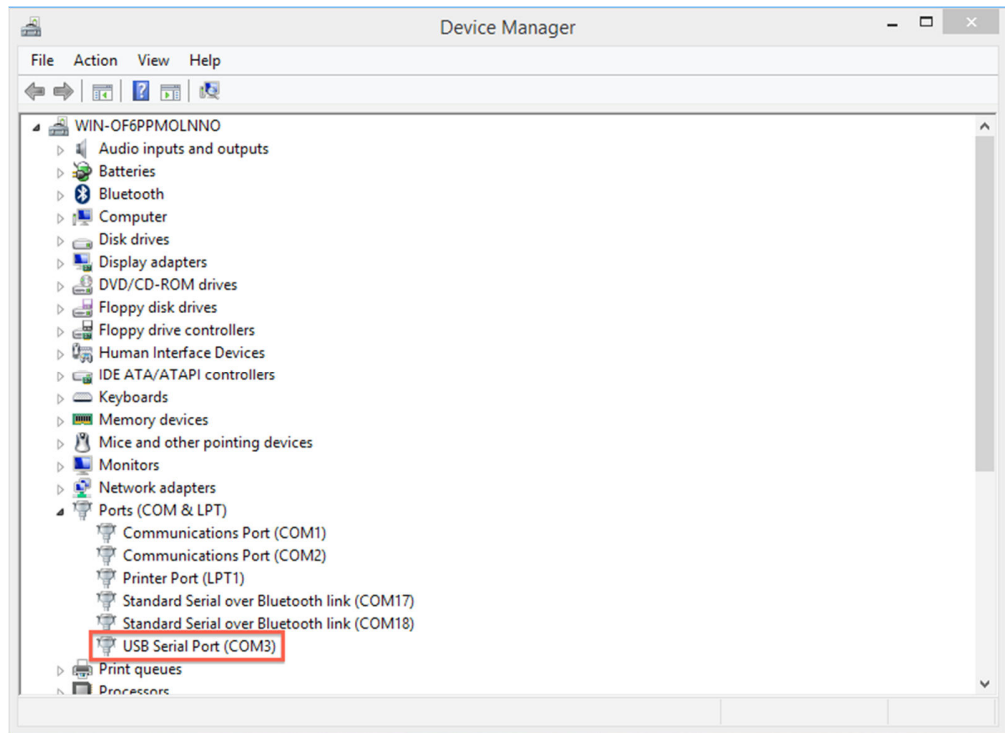 Device Manager
File Action View Help
WIN-OF6PPMOLNNO
Audio inputs and outputs
Batteries
Bluetooth
Computer
Disk drives
Display adapters
DVD/CD-ROM drives
Floppy disk drives
Floppy drive controllers
Human Interface Devices
IDE ATA/ATAPI controllers
Keyboards
Memory devices
Mice and other pointing devices
Monitors
Network adapters
Ports (COM & LPT)
Communications Port (COM1)
Communications Port (COM2)
Printer Port (LPT1)
Standard Serial over Bluetooth link (COM17)
Standard Serial over Bluetooth link (COM18)
USB Serial Port (COM3)
Print queues
Processors